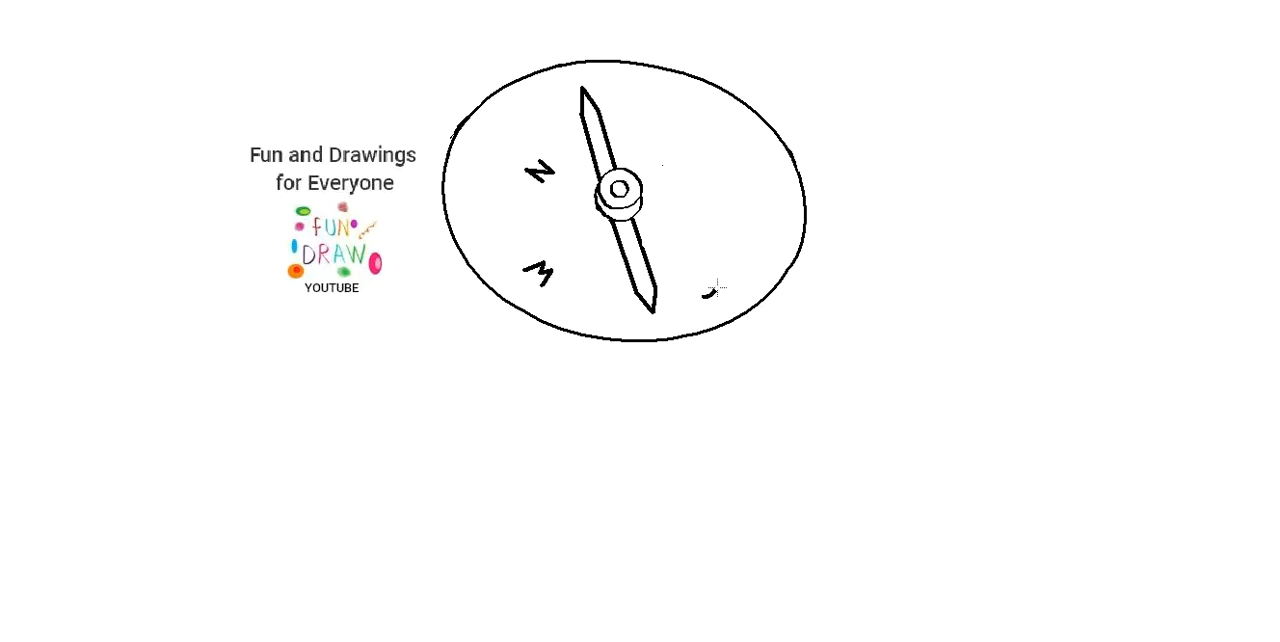 Fun and Drawings
for Everyone
FUN
DRAW
YOUTUBE
N
W